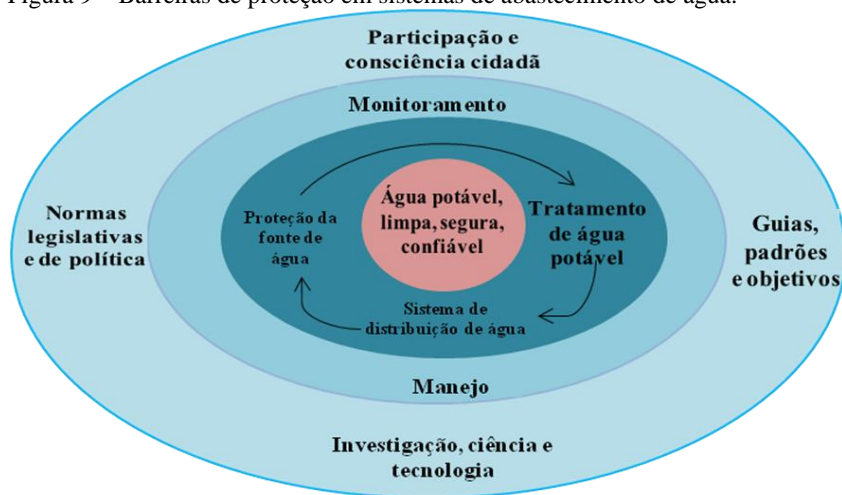 Figura 9 – Barreiras de proteção em sistemas de abastecimento de água.
Participação e
consciência cidadã
Monitoramento
Normas
legislativas
e de política
Proteção da
fonte de
água
Água potável,
limpa, segura,
confiável
Tratamento
de água
potável
Guias,
padrões
e objetivos
Sistema de
distribuição de água
Manejo
Investigação, ciência e
tecnologia